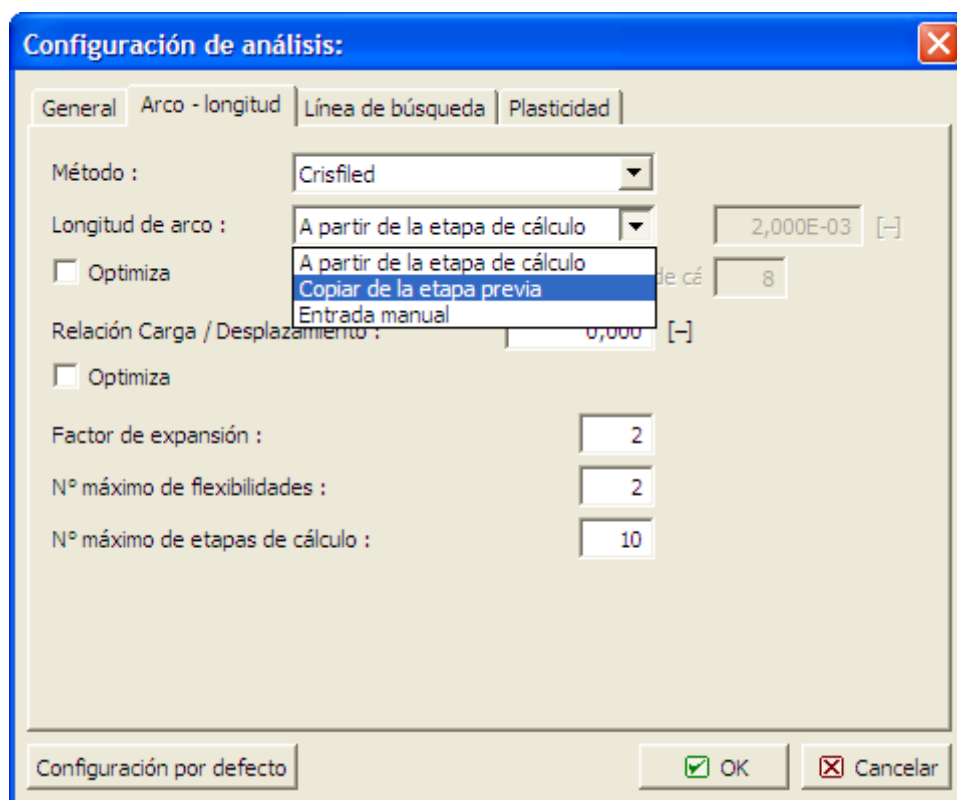 Configuración de análisis:
General Arco - longitud Línea de búsqueda Plasticidad
Método : Crisfiled
Longitud de arco : A partir de la etapa de cálculo 2,000E-03 [–]
A partir de la etapa de cálculo
Optimiza de cá 8
Copiar de la etapa previa
Entrada manual
Relación Carga / Desplazamiento : 0,000 [–]
Optimiza
Factor de expansión : 2
Nº máximo de flexibilidades : 2
Nº máximo de etapas de cálculo : 10
Configuración por defecto OK Cancelar